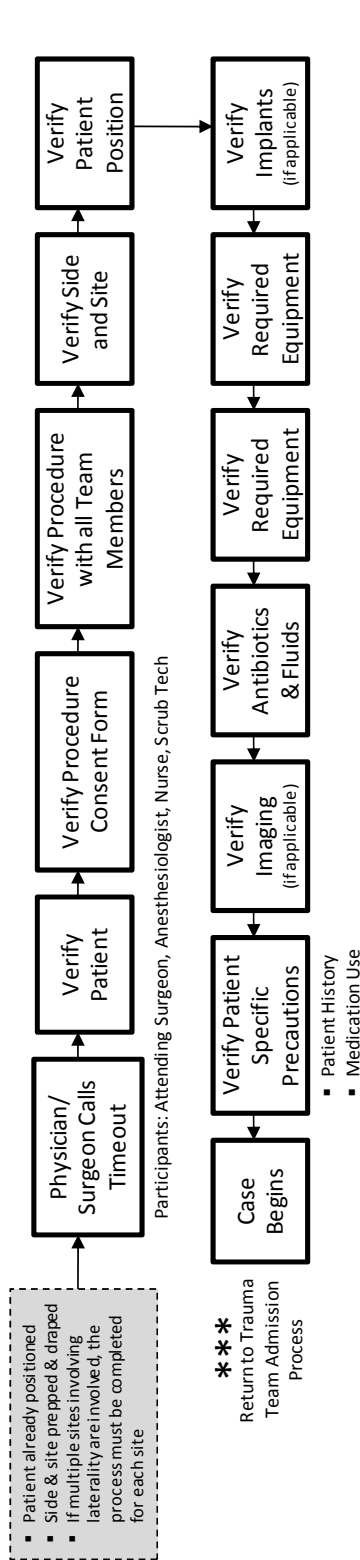 ▪ Patient already positioned
▪ Side & site prepped & draped
▪ If multiple sites involving
laterality are involved, the
process must be completed
for each site
Physician/
Surgeon Calls
Timeout
Verify
Patient
Verify Procedure
Consent Form
Verify Procedure
with all Team
Members
Verify Side
and Site
Verify
Patient
Position
Participants: Attending Surgeon, Anesthesiologist, Nurse, Scrub Tech
Verify
Implants
(if applicable)
Verify
Required
Equipment
Verify
Required
Equipment
Verify
Antibiotics
& Fluids
Verify
Imaging
(if applicable)
Verify Patient
Specific
Precautions
▪ Patient History
▪ Medication Use
Case
Begins
***
Return to Trauma
Team Admission
Process